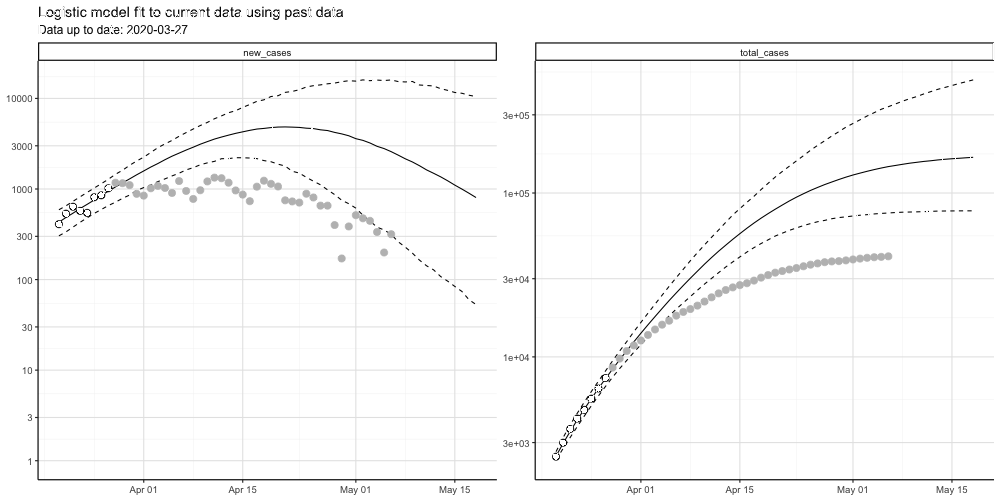 Logistic model fit to current data using past data
Data up to date: 2020-03-27
new_cases
total_cases
10000
3000
1000
300
100
30
10
3
1
Apr 01
Apr 15
May 01
May 15
3e+05
1e+05
3e+04
1e+04
3e+03
Apr 01
Apr 15
May 01
May 15